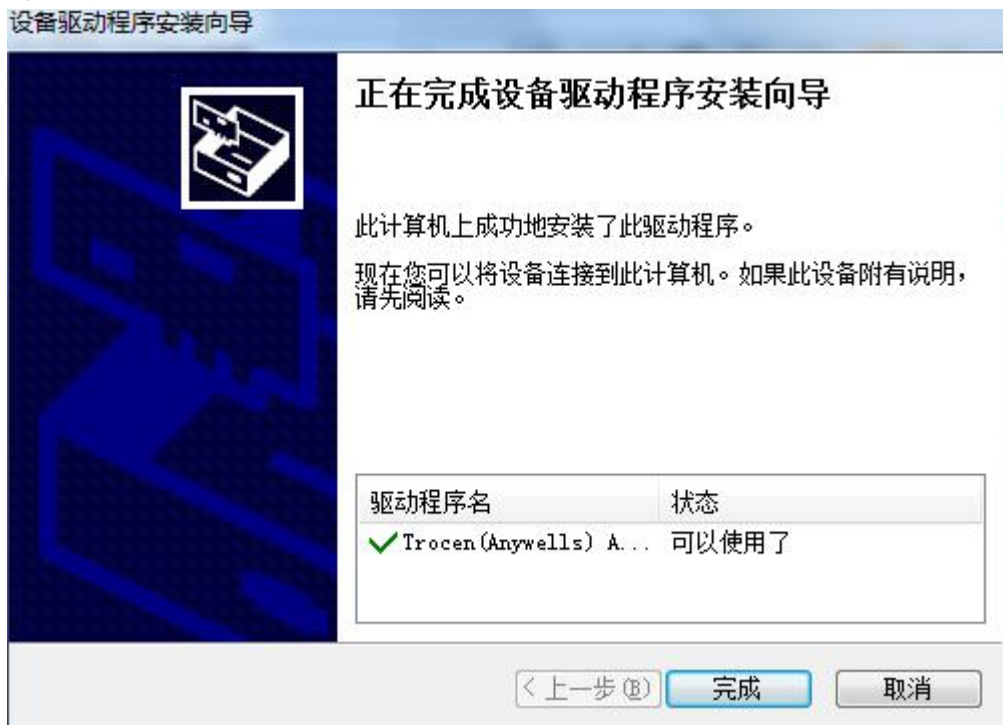 设备驱动程序安装向导
正在完成设备驱动程序安装向导
此计算机上成功地安装了此驱动程序。
现在您可以将设备连接到此计算机。如果此设备附有说明，
请先阅读。
驱动程序名 状态
Trocen(Anywells) A... 可以使用了
< 上一步(B) 完成 取消